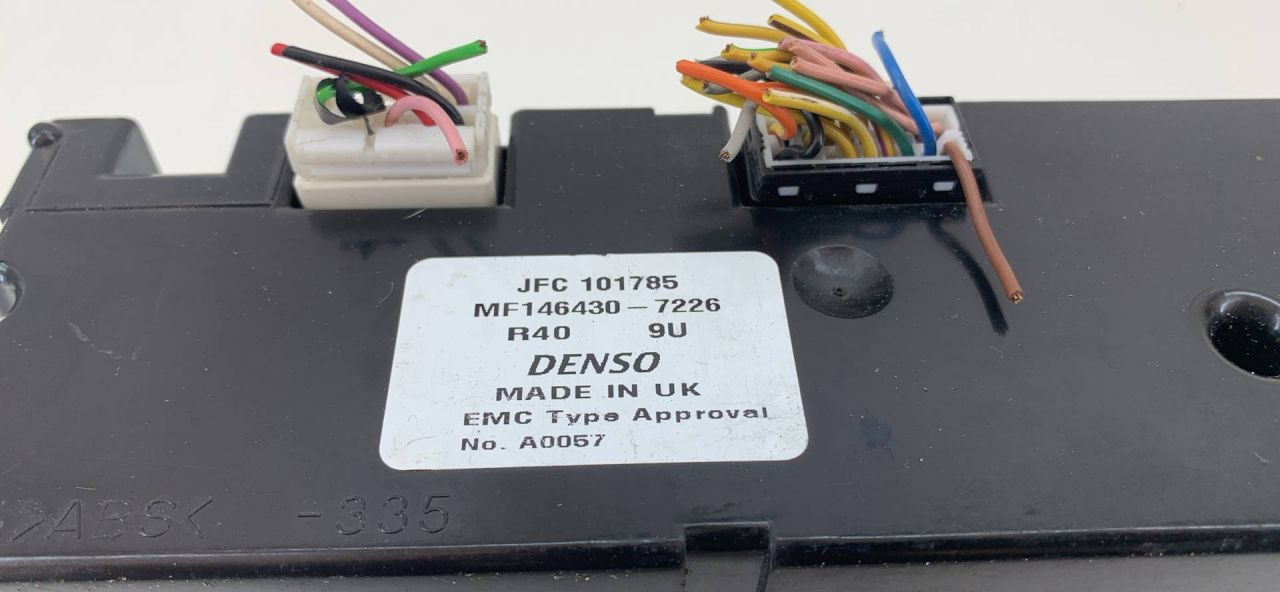 JFC 101785
MF146430-7226
R40 9U
DENSO
MADE IN UK
EMC Type Approval
No. A0057
>ABS< -335